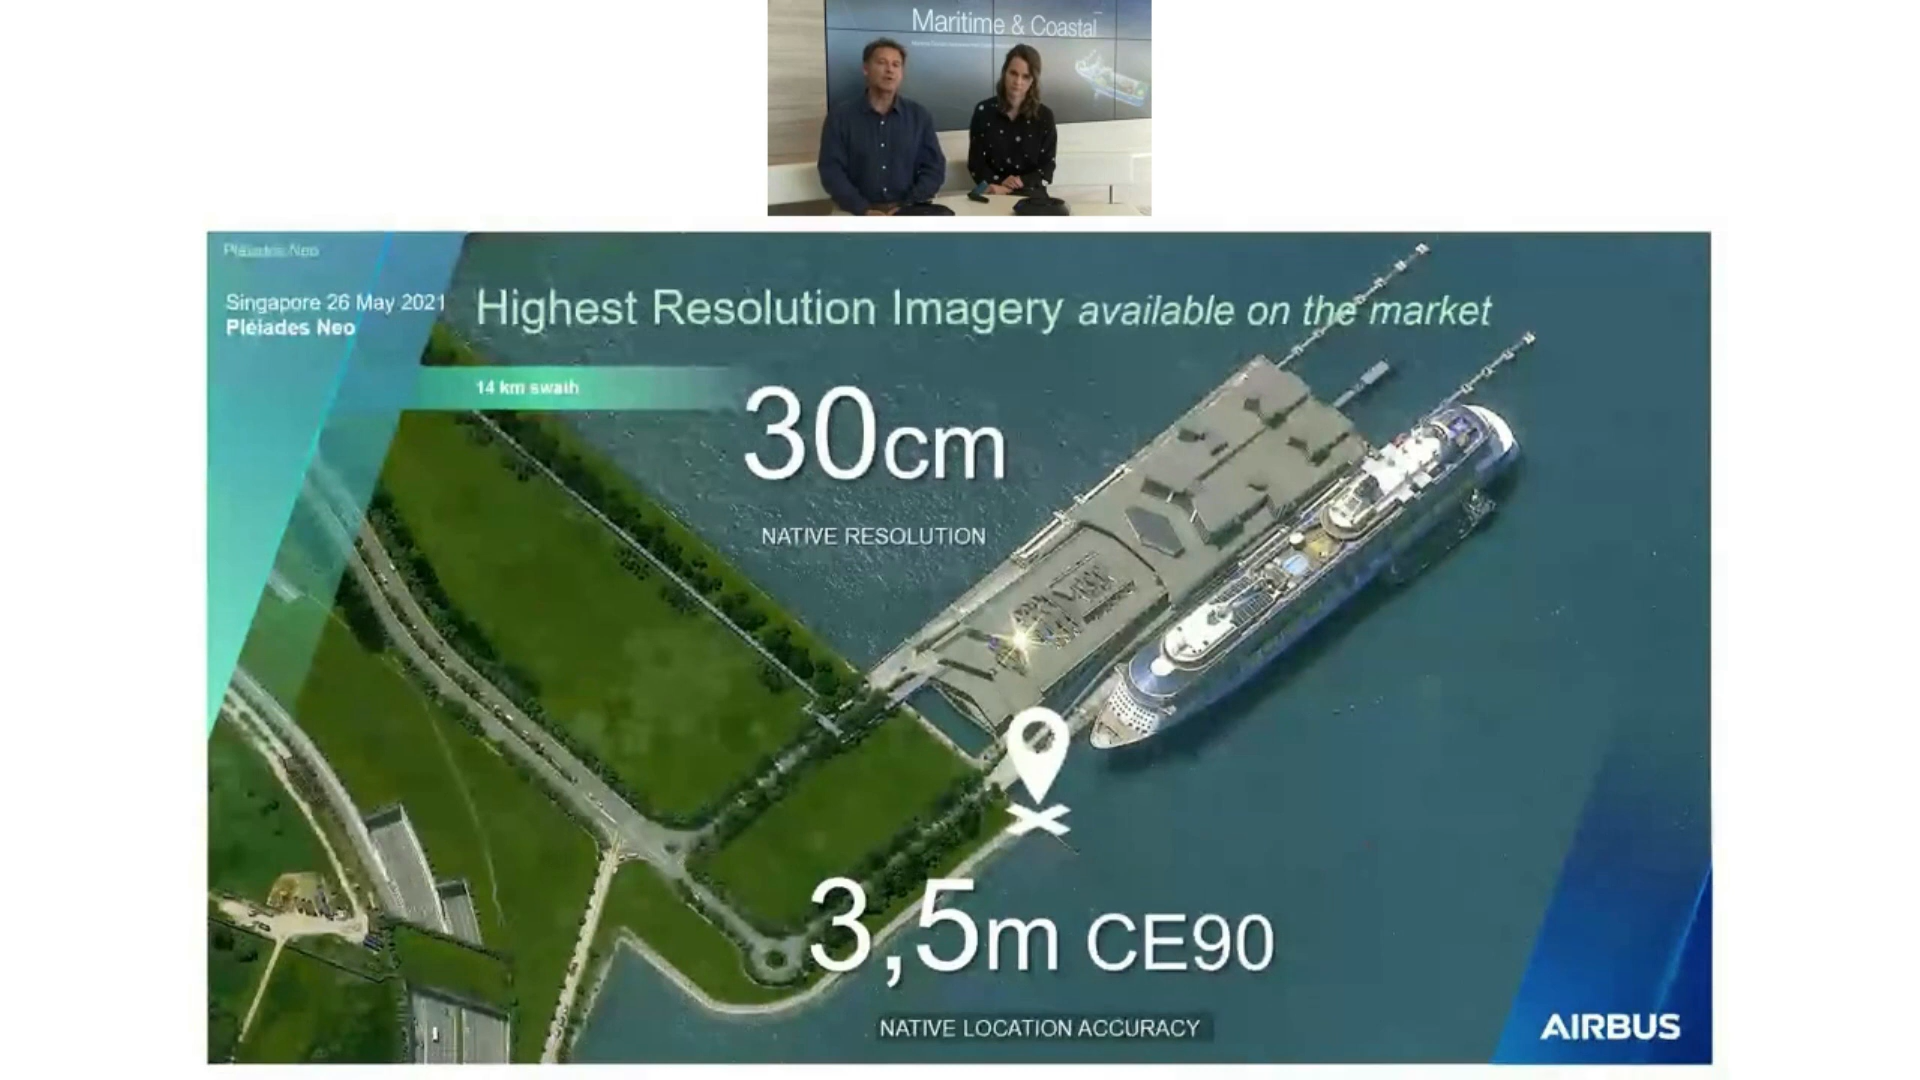 Maritime & Coastal
Pléiades Neo
Singapore 26 May 2021
Pléiades Neo
Highest Resolution Imagery available on the market
14 km swath
30cm
NATIVE RESOLUTION
3,5m CE90
NATIVE LOCATION ACCURACY
AIRBUS